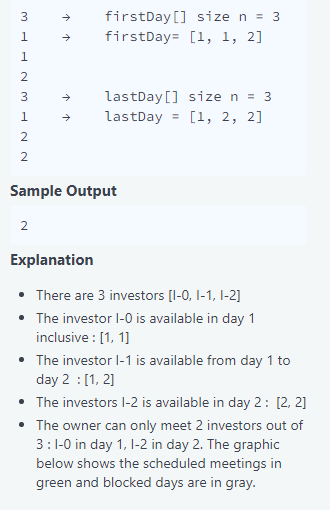 3 → firstDay[] size n = 3
1 → firstDay= [1, 1, 2]
1
2
3 → lastDay[] size n = 3
1 → lastDay = [1, 2, 2]
2
2
Sample Output
2
Explanation
• There are 3 investors [I-0, I-1, I-2]
• The investor I-0 is available in day 1
inclusive : [1, 1]
• The investor I-1 is available from day 1 to
day 2 : [1, 2]
• The investors I-2 is available in day 2 : [2, 2]
• The owner can only meet 2 investors out of
3 : I-0 in day 1, I-2 in day 2. The graphic
below shows the scheduled meetings in
green and blocked days are in gray.